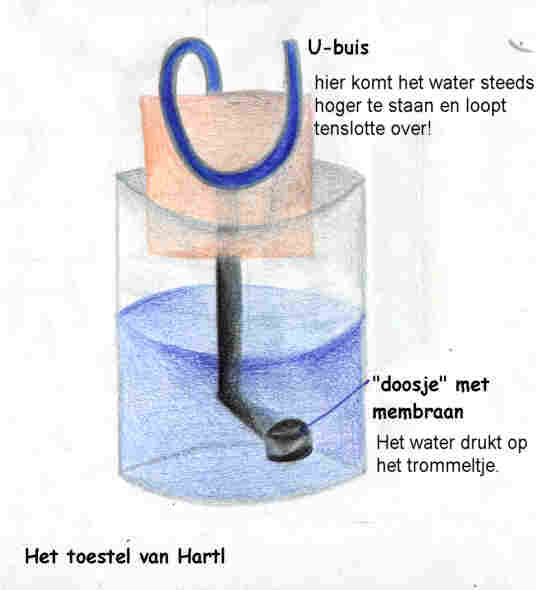 U-buis
hier komt het water steeds
hoger te staan en loopt
tenslotte over!
"doosje" met
membraan
Het water drukt op
het trommeltje.
Het toestel van Hartl